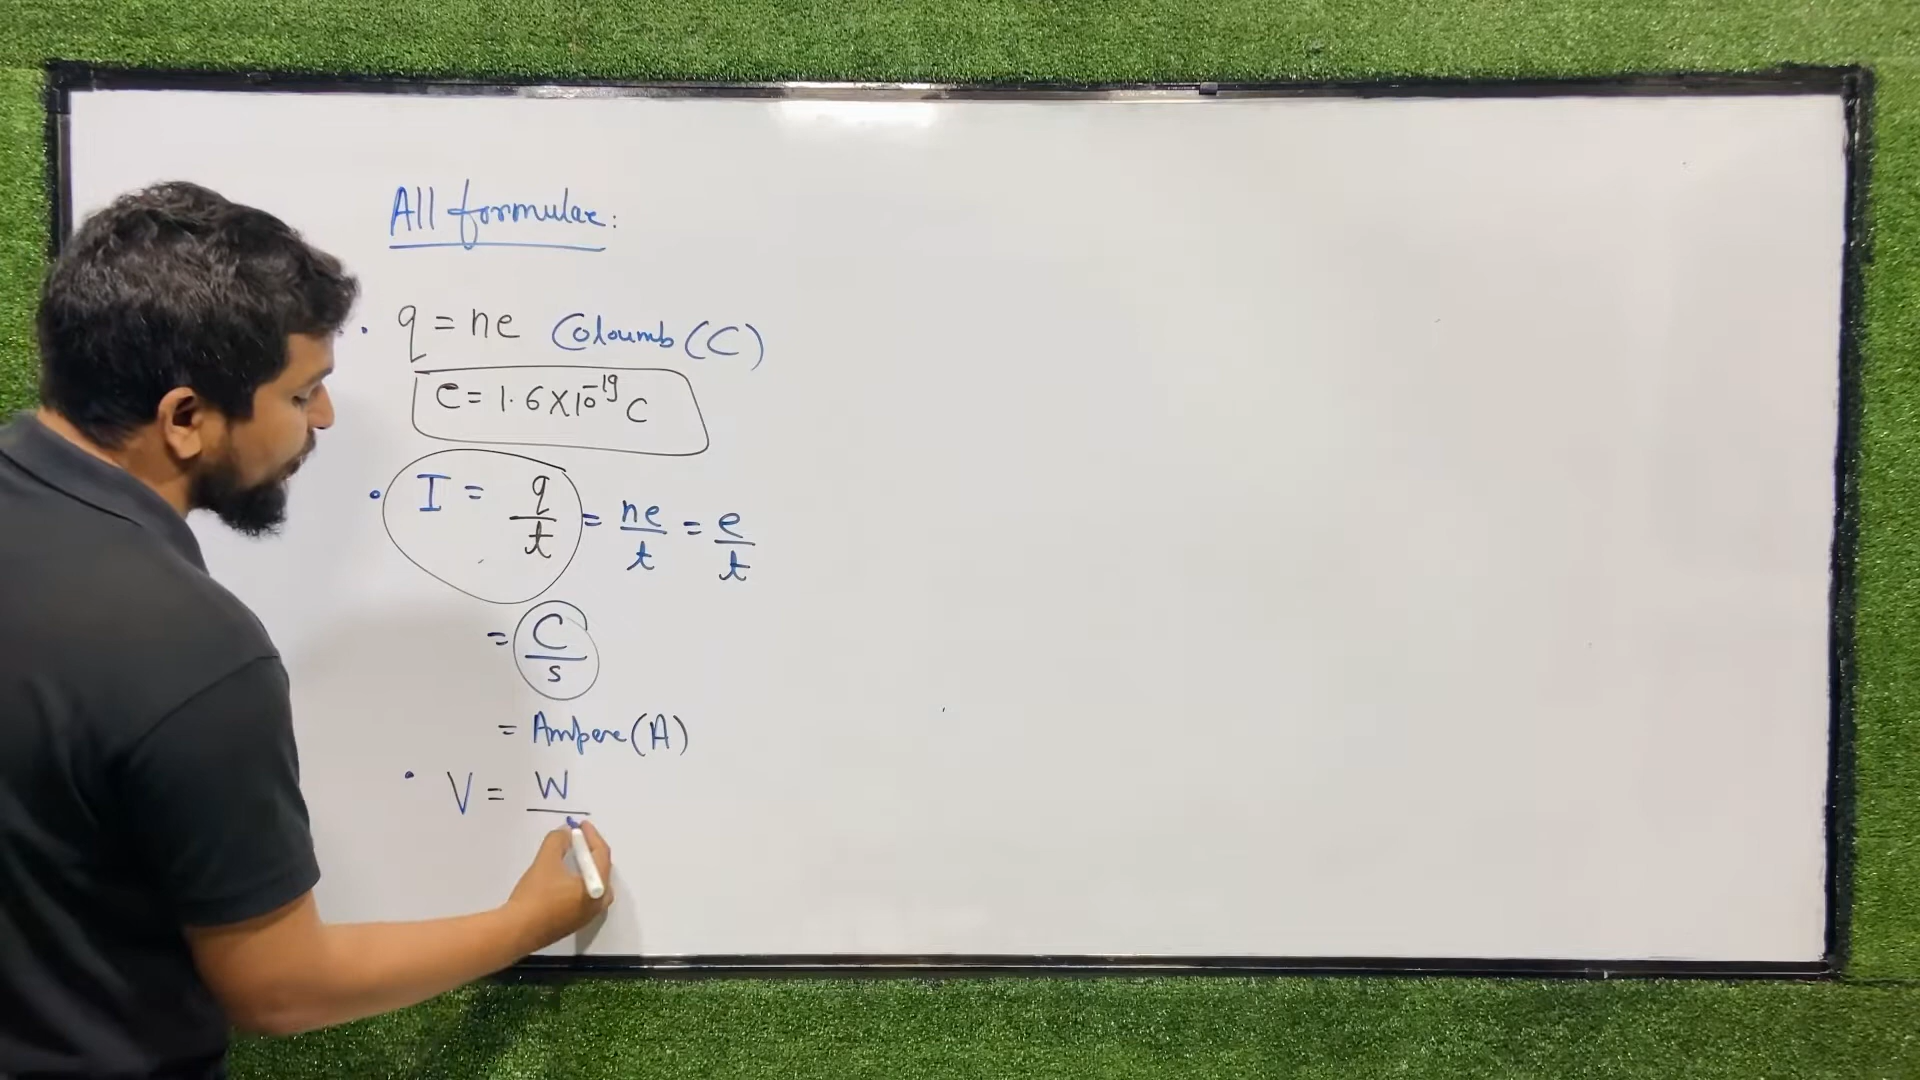 All formulae:
. q = ne Coloumb (C)
e = 1.6 X 10⁻¹⁹ C
• I = q/t = ne/t = e/t
= C/s
= Ampere (A)
• V = W/